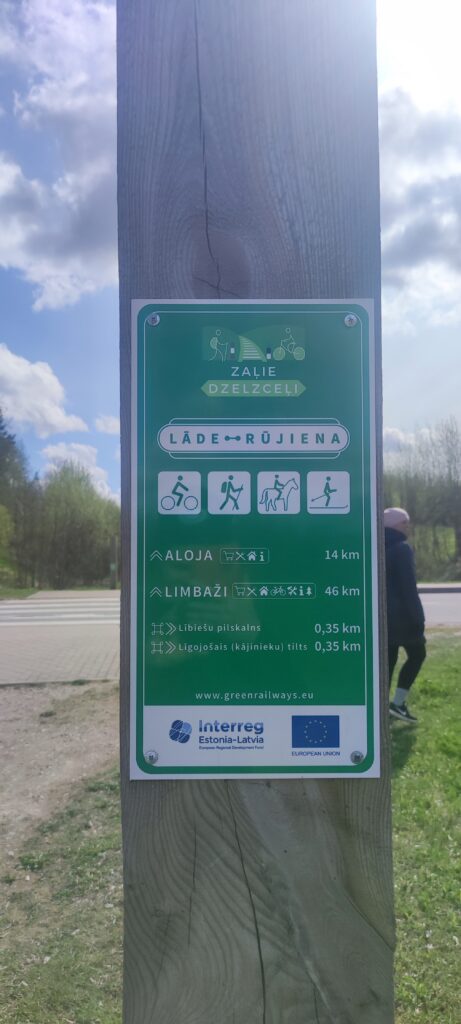 ZAĻIE
DZELZCEĻI
LĀDE RŪJIENA
ALOJA 14 km
LIMBAŽI 46 km
Lībiešu pilskalns 0,35 km
Līgojošais (kājinieku) tilts 0,35 km
www.greenrailways.eu
Interreg
Estonia-Latvia
European Regional Development Fund
EUROPEAN UNION